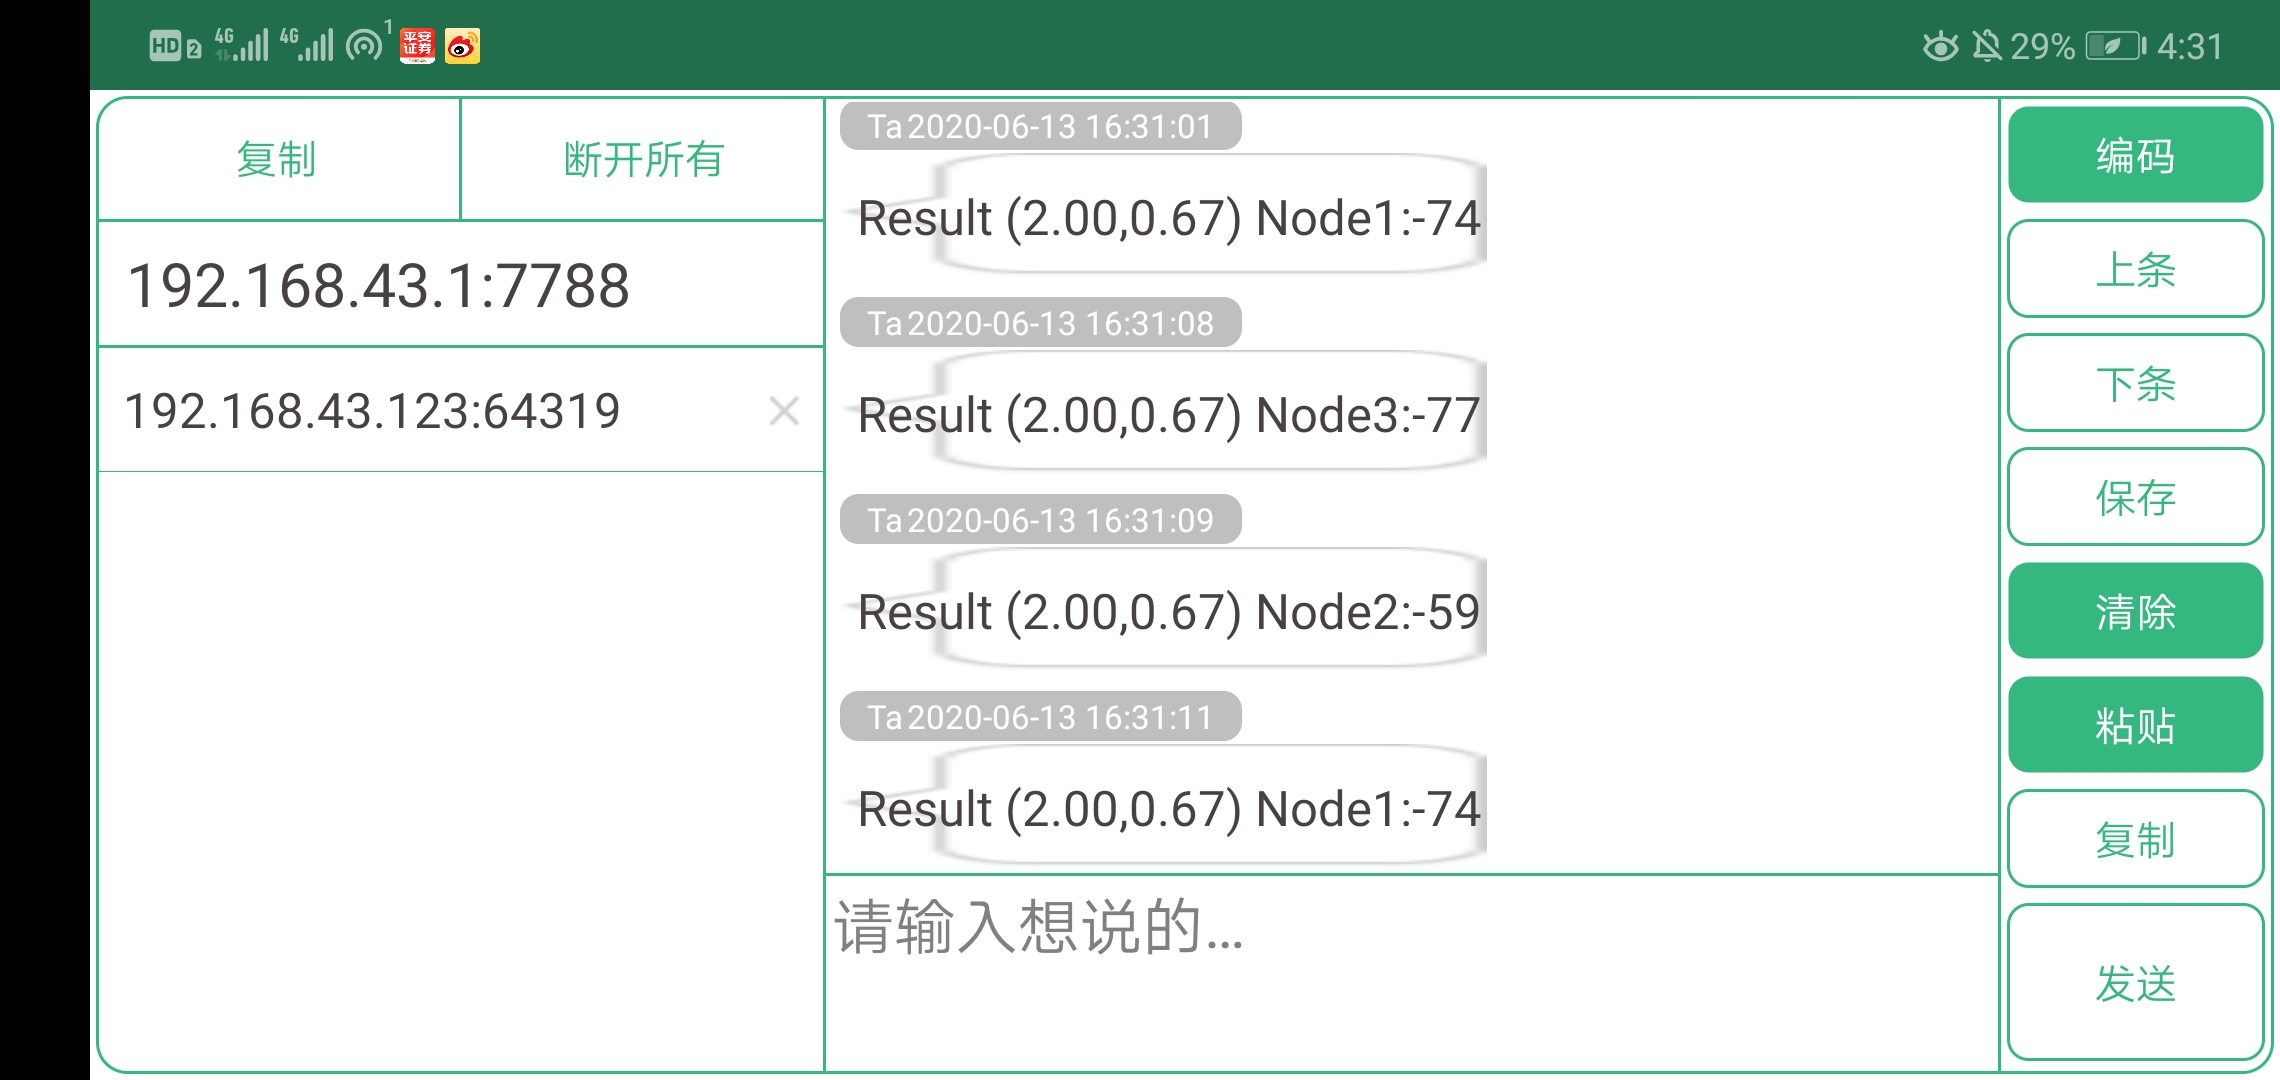 HD 2 4G 4G 1 平安证券 29% 4:31
复制 断开所有
192.168.43.1:7788
192.168.43.123:64319
Ta 2020-06-13 16:31:01
Result (2.00,0.67) Node1:-74
Ta 2020-06-13 16:31:08
Result (2.00,0.67) Node3:-77
Ta 2020-06-13 16:31:09
Result (2.00,0.67) Node2:-59
Ta 2020-06-13 16:31:11
Result (2.00,0.67) Node1:-74
请输入想说的...
编码
上条
下条
保存
清除
粘贴
复制
发送